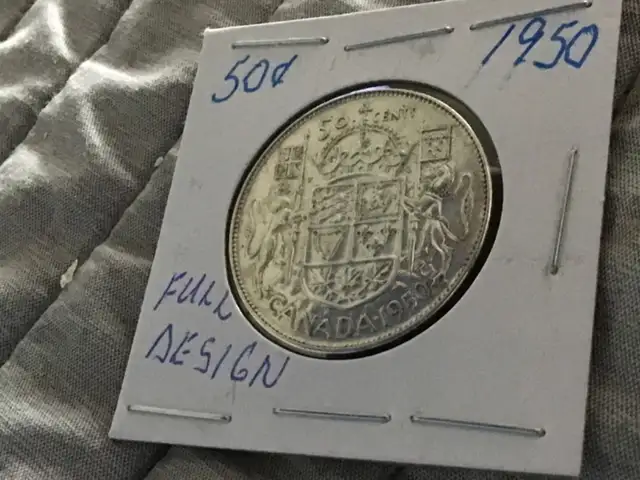 50¢ 1950
50 CENTS
CANADA·1950
FULL
DESIGN